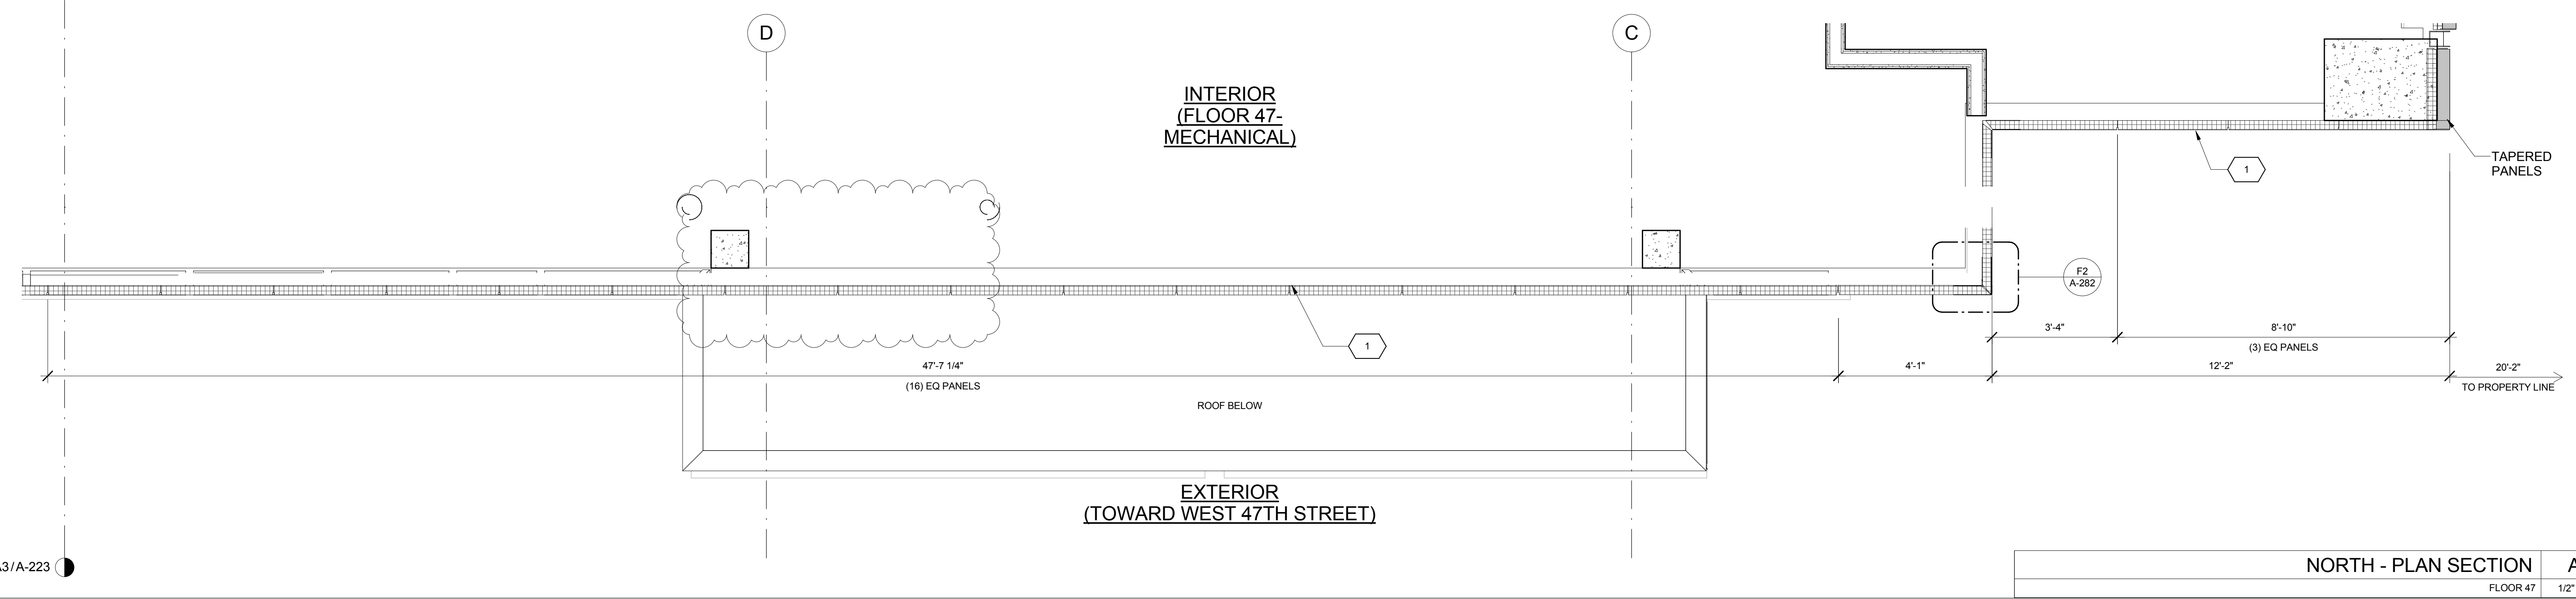 D
C
INTERIOR
(FLOOR 47-
MECHANICAL)
TAPERED
PANELS
1
F2
A-282
3'-4"
8'-10"
(3) EQ PANELS
1
47'-7 1/4"
4'-1"
12'-2"
20'-2"
(16) EQ PANELS
TO PROPERTY LINE
ROOF BELOW
EXTERIOR
(TOWARD WEST 47TH STREET)
3/A-223
NORTH - PLAN SECTION
FLOOR 47
1/2"